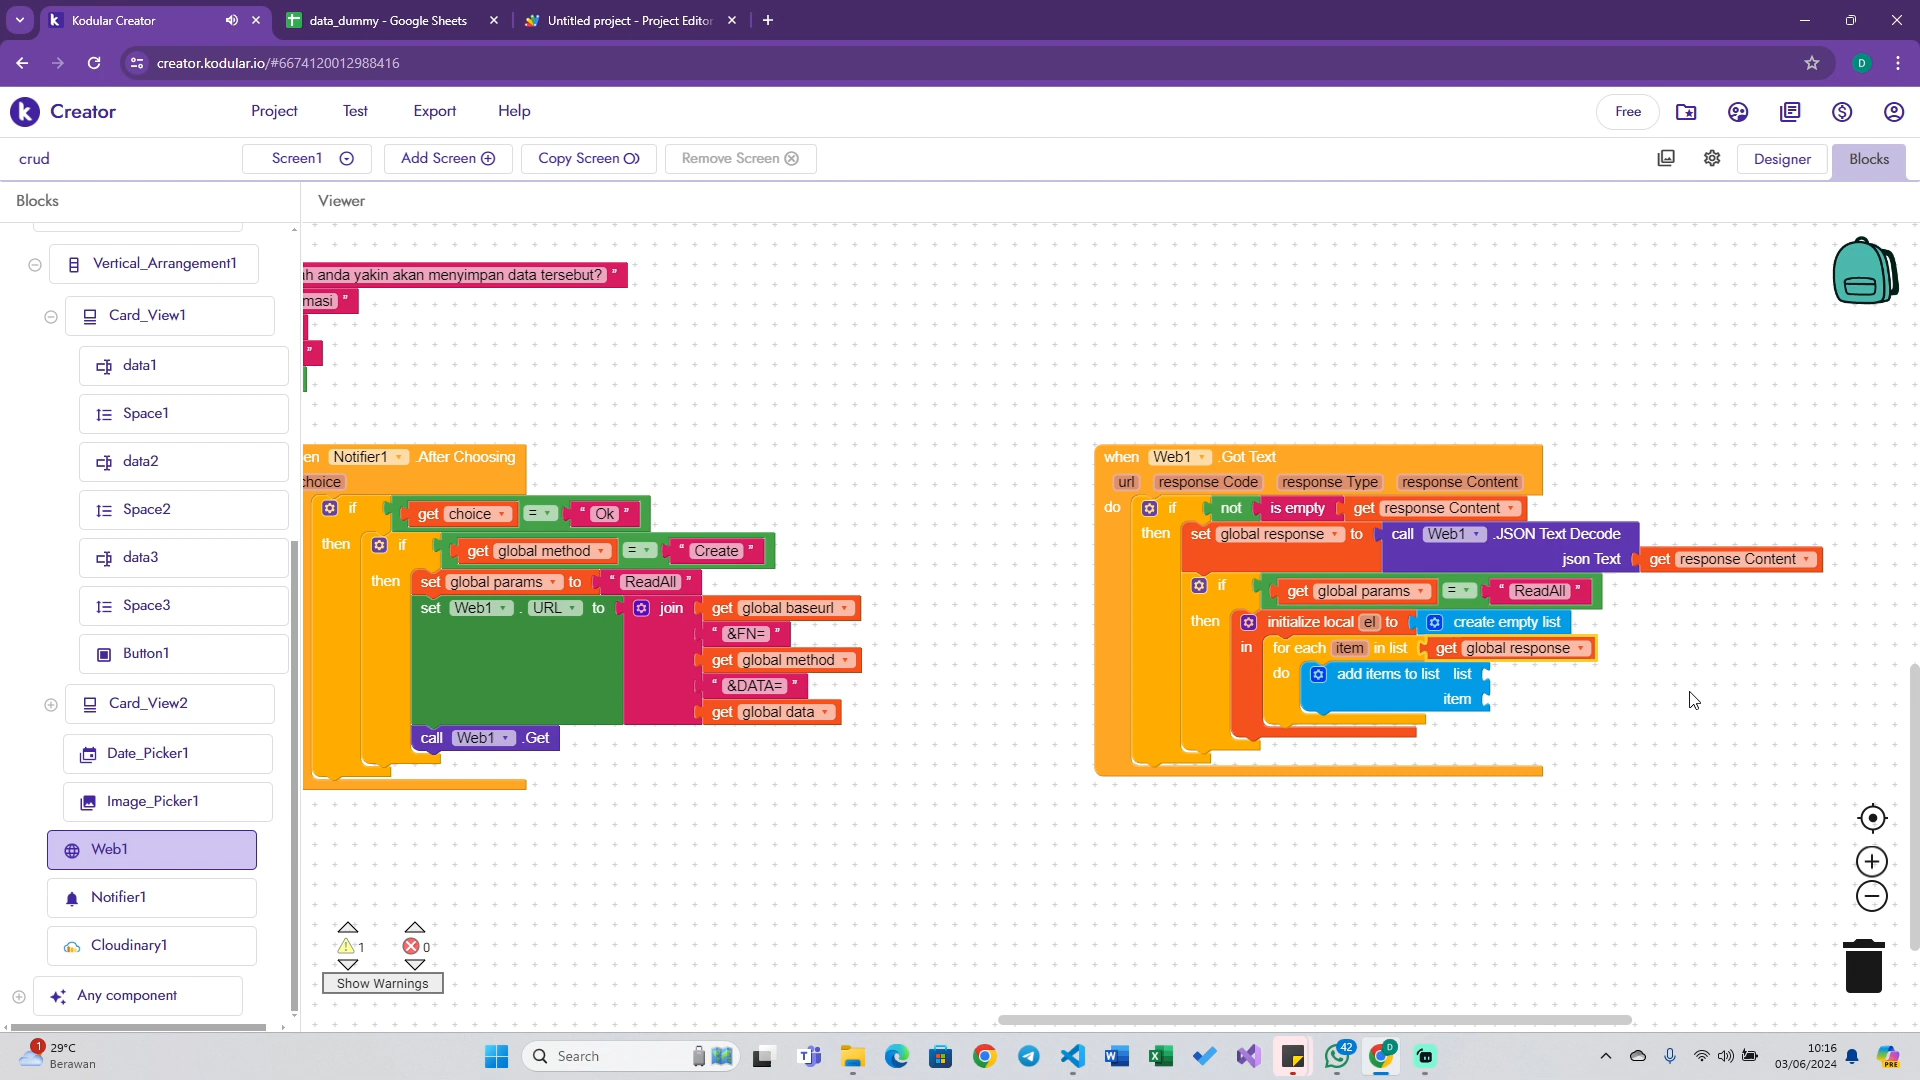 Kodular Creator
data_dummy - Google Sheets
Untitled project - Project Editor
creator.kodular.io/#6674120012988416
D
k Creator
Project
Test
Export
Help
Free
crud
Screen1
Add Screen
Copy Screen
Remove Screen
Designer
Blocks
Blocks
Viewer
Vertical_Arrangement1
Card_View1
data1
Space1
data2
Space2
data3
Space3
Button1
Card_View2
Date_Picker1
Image_Picker1
Web1
Notifier1
Cloudinary1
Any component
ah anda yakin akan menyimpan data tersebut? "
masi "
"
en Notifier1 .After Choosing
choice
if get choice = " Ok "
then if get global method = " Create "
then set global params to " ReadAll "
set Web1 . URL to join get global baseurl
" &FN= "
get global method
" &DATA= "
get global data
call Web1 .Get
when Web1 .Got Text
url response Code response Type response Content
do if not is empty get response Content
then set global response to call Web1 .JSON Text Decode
json Text get response Content
if get global params = " ReadAll "
then initialize local el to create empty list
in for each item in list get global response
do add items to list list
item
1 0
Show Warnings
1
29°C
Berawan
Search
42
D
10:16
03/06/2024
PRE